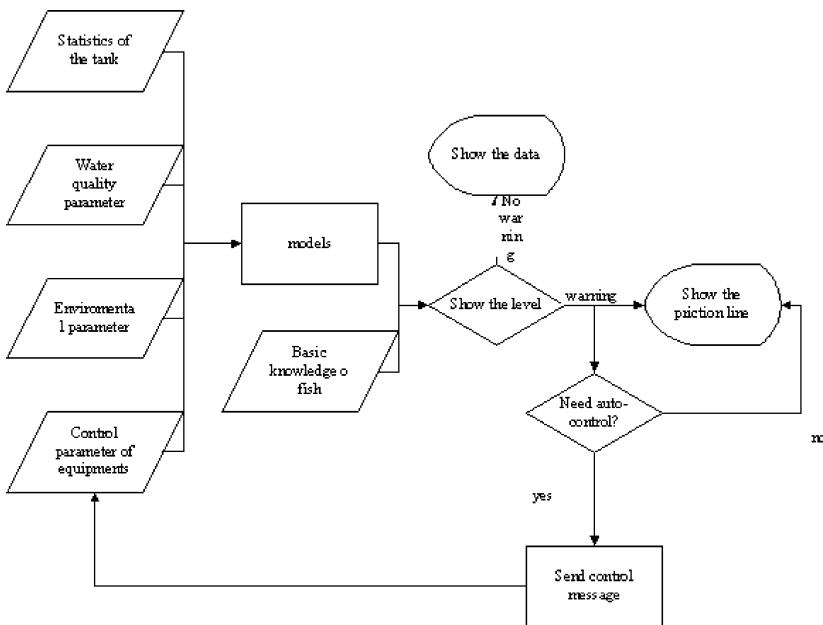 Statistics of
the tank
Water
quality
parameter
Enviromenta
l parameter
Control
parameter of
equipments
models
Basic
knowledge o
fish
Show the data
No
war
nin
g
Show the level
warning
Show the
priction line
Need auto-
control?
no
yes
Send control
message